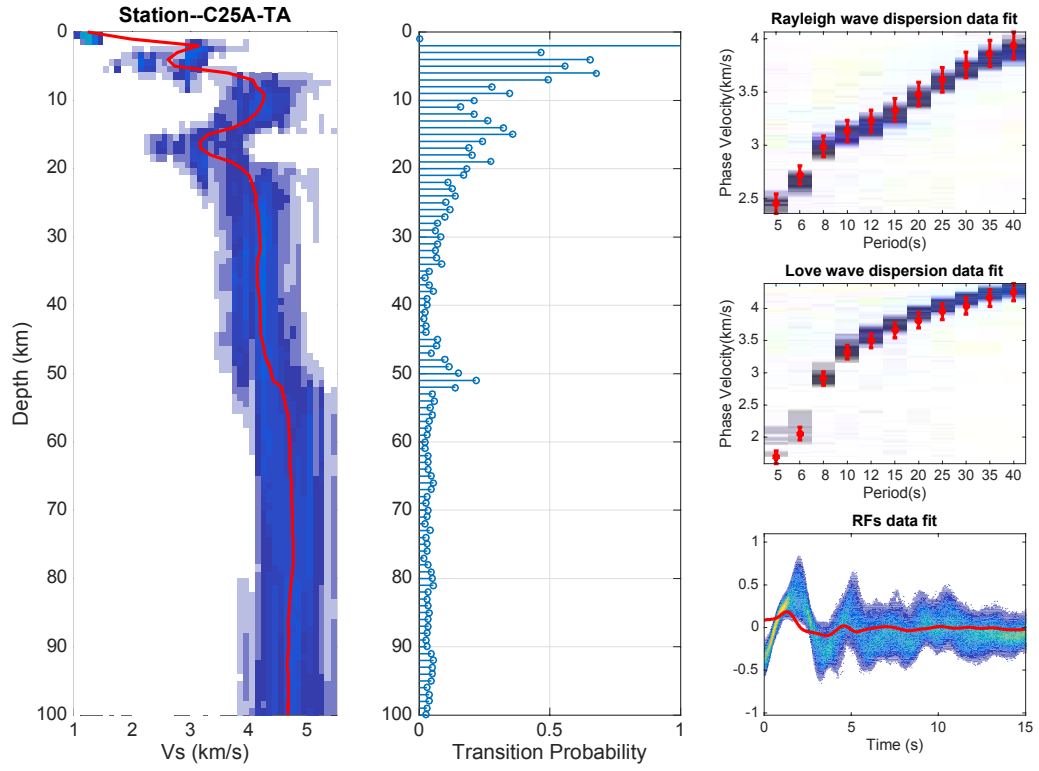 Station--C25A-TA
0
10
20
30
40
50
60
70
80
90
100
Depth (km)
1 2 3 4 5
Vs (km/s)
0
10
20
30
40
50
60
70
80
90
100
0 0.5 1
Transition Probability
Rayleigh wave dispersion data fit
4
3.5
3
2.5
Phase Velocity(km/s)
5 6 8 10 12 15 20 25 30 35 40
Period(s)
Love wave dispersion data fit
4
3.5
3
2.5
2
Phase Velocity(km/s)
5 6 8 10 12 15 20 25 30 35 40
Period(s)
RFs data fit
1
0.5
0
-0.5
-1
0 5 10 15
Time (s)